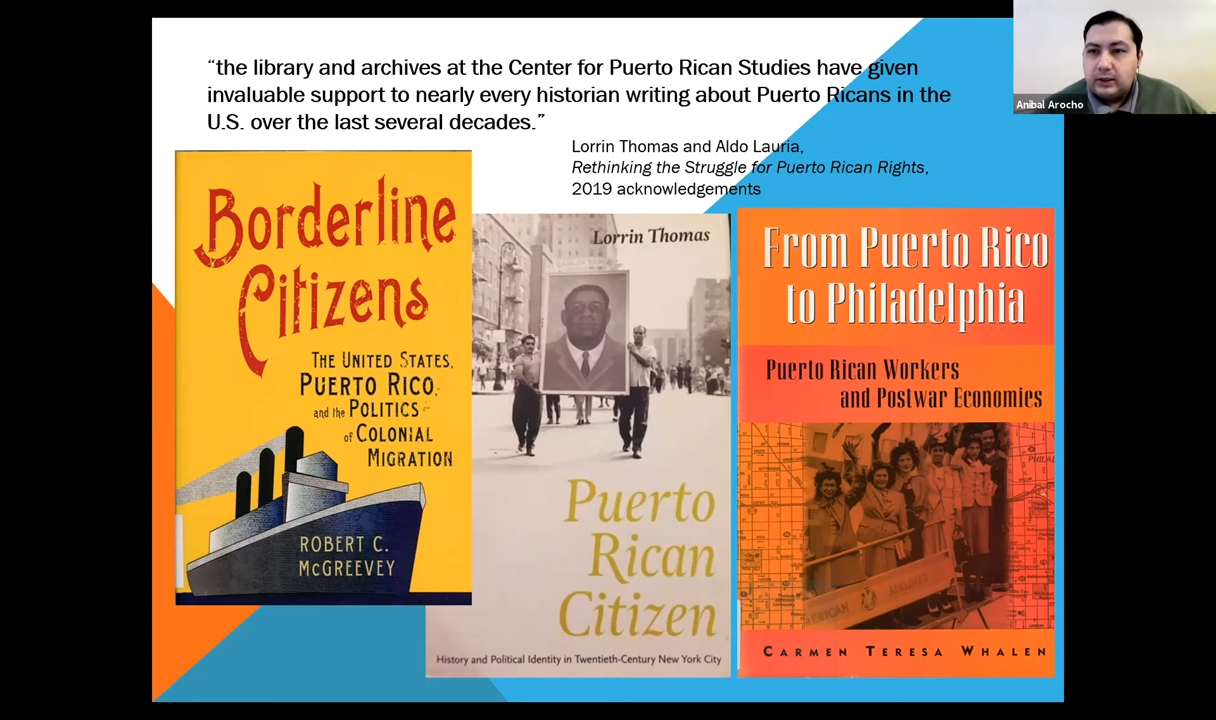 “the library and archives at the Center for Puerto Rican Studies have given
invaluable support to nearly every historian writing about Puerto Ricans in the
U.S. over the last several decades.”
Lorrin Thomas and Aldo Lauria,
Rethinking the Struggle for Puerto Rican Rights,
2019 acknowledgements
Anibal Arocho
Borderline
Citizens
THE UNITED STATES,
PUERTO RICO,
and the POLITICS
of COLONIAL
MIGRATION
ROBERT C.
McGREEVEY
Lorrin Thomas
Puerto
Rican
Citizen
History and Political Identity in Twentieth-Century New York City
From Puerto Rico
to Philadelphia
Puerto Rican Workers
and Postwar Economies
AMERICAN AIRLINES
CARMEN TERESA WHALEN